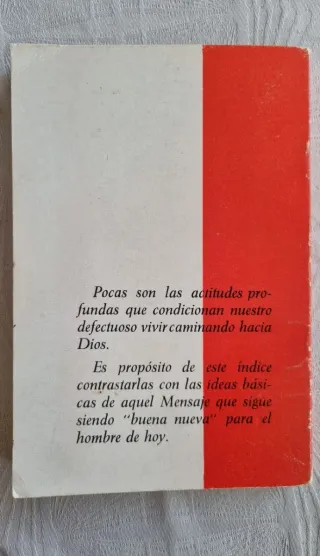 Pocas son las actitudes pro-
fundas que condicionan nuestro
defectuoso vivir caminando hacia
Dios.
Es propósito de este índice
contrastarlas con las ideas bási-
cas de aquel Mensaje que sigue
siendo "buena nueva" para el
hombre de hoy.